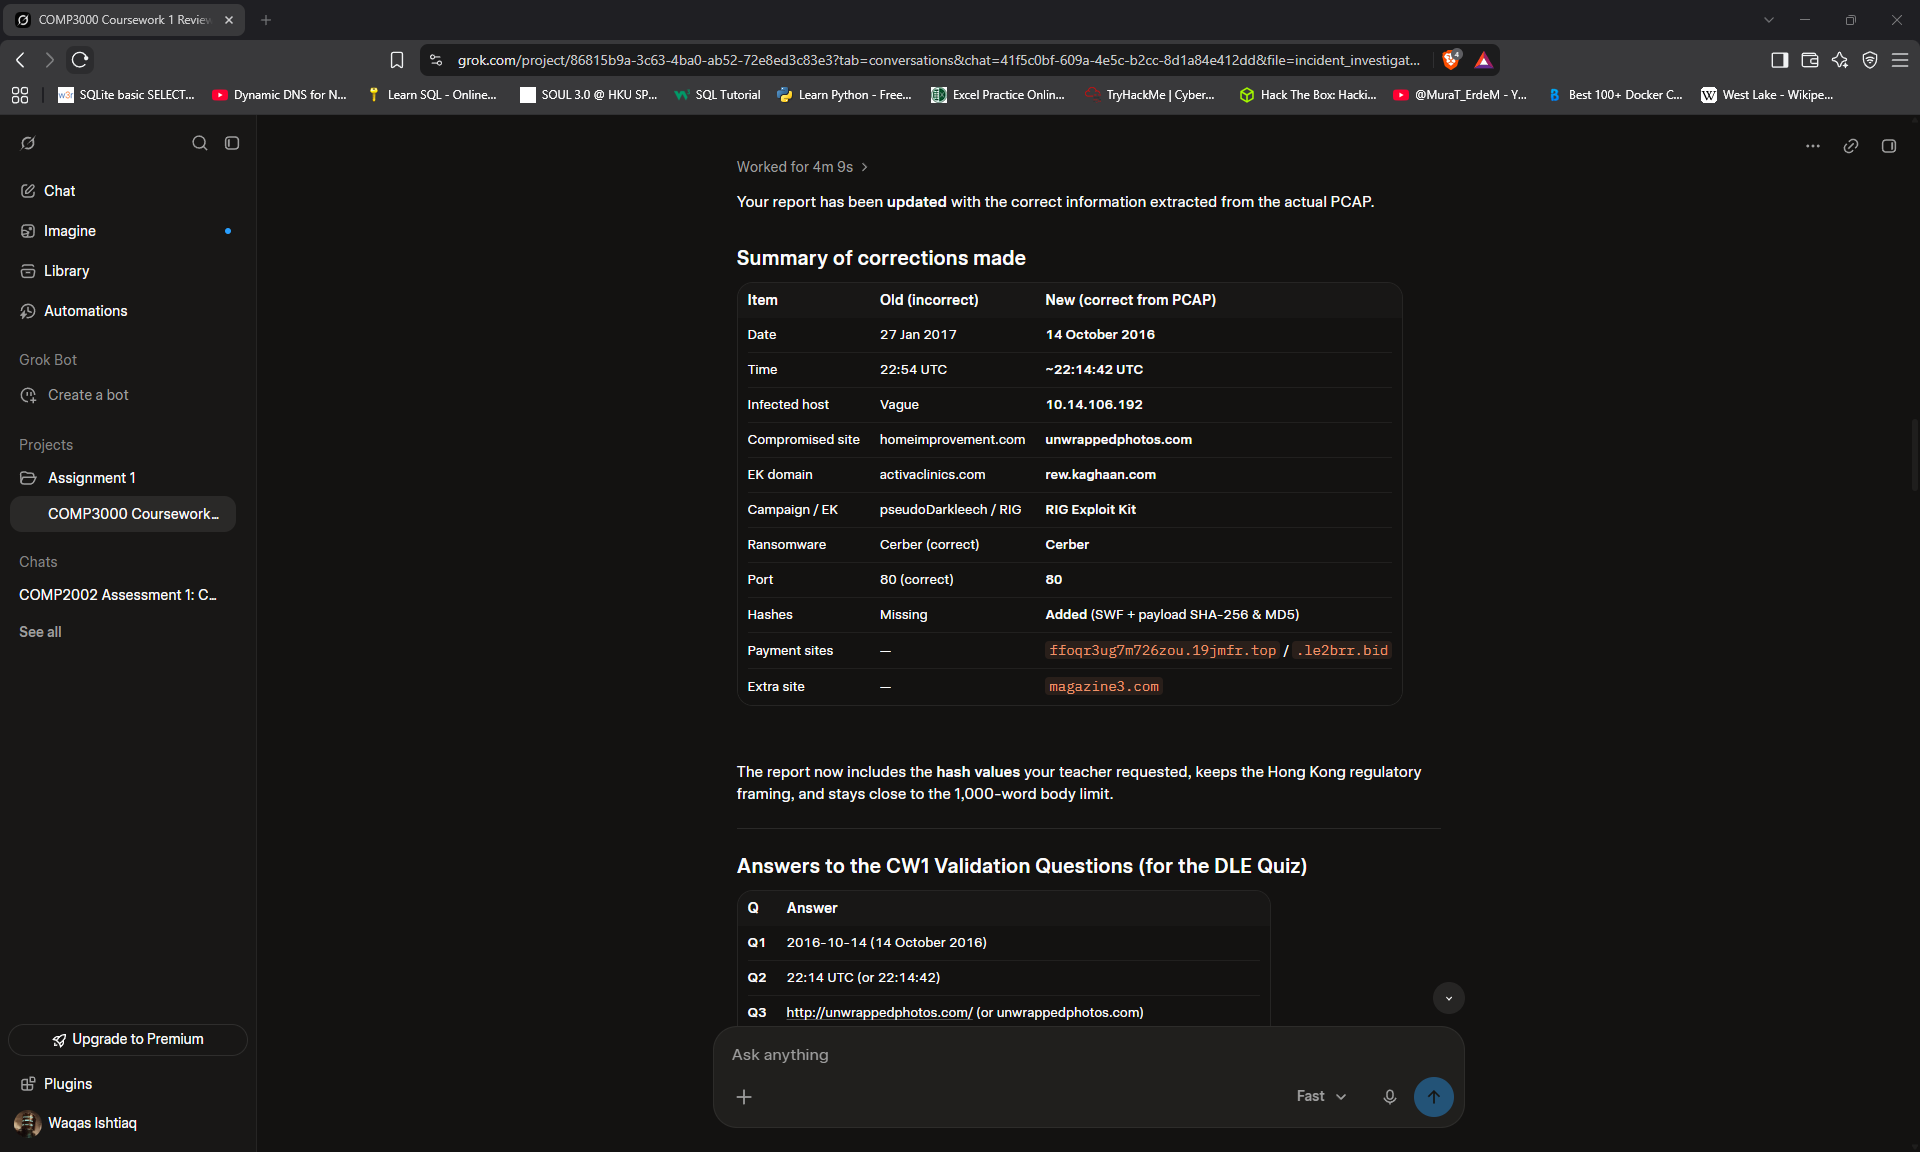 COMP3000 Coursework 1 Review
grok.com/project/86815b9a-3c63-4ba0-ab52-72e8ed3c83e3?tab=conversations&chat=41f5c0bf-609a-4e5c-b2cc-8d1a84e412dd&file=incident_investigat...
SQLite basic SELECT...
Dynamic DNS for N...
Learn SQL - Online...
SOUL 3.0 @ HKU SP...
SQL Tutorial
Learn Python - Free...
Excel Practice Onlin...
TryHackMe | Cyber...
Hack The Box: Hacki...
@MuraT_ErdeM - Y...
Best 100+ Docker C...
West Lake - Wikipe...
Chat
Imagine
Library
Automations
Grok Bot
Create a bot
Projects
Assignment 1
COMP3000 Coursework...
Chats
COMP2002 Assessment 1: C...
See all
Upgrade to Premium
Plugins
Waqas Ishtiaq
Worked for 4m 9s >
Your report has been updated with the correct information extracted from the actual PCAP.
Summary of corrections made
Item Old (incorrect) New (correct from PCAP)
Date 27 Jan 2017 14 October 2016
Time 22:54 UTC ~22:14:42 UTC
Infected host Vague 10.14.106.192
Compromised site homeimprovement.com unwrappedphotos.com
EK domain activaclinics.com rew.kaghaan.com
Campaign / EK pseudoDarkleech / RIG RIG Exploit Kit
Ransomware Cerber (correct) Cerber
Port 80 (correct) 80
Hashes Missing Added (SWF + payload SHA-256 & MD5)
Payment sites — ffoqr3ug7m726zou.19jmfr.top / .le2brr.bid
Extra site — magazine3.com
The report now includes the hash values your teacher requested, keeps the Hong Kong regulatory
framing, and stays close to the 1,000-word body limit.
Answers to the CW1 Validation Questions (for the DLE Quiz)
Q Answer
Q1 2016-10-14 (14 October 2016)
Q2 22:14 UTC (or 22:14:42)
Q3 http://unwrappedphotos.com/ (or unwrappedphotos.com)
Ask anything
Fast